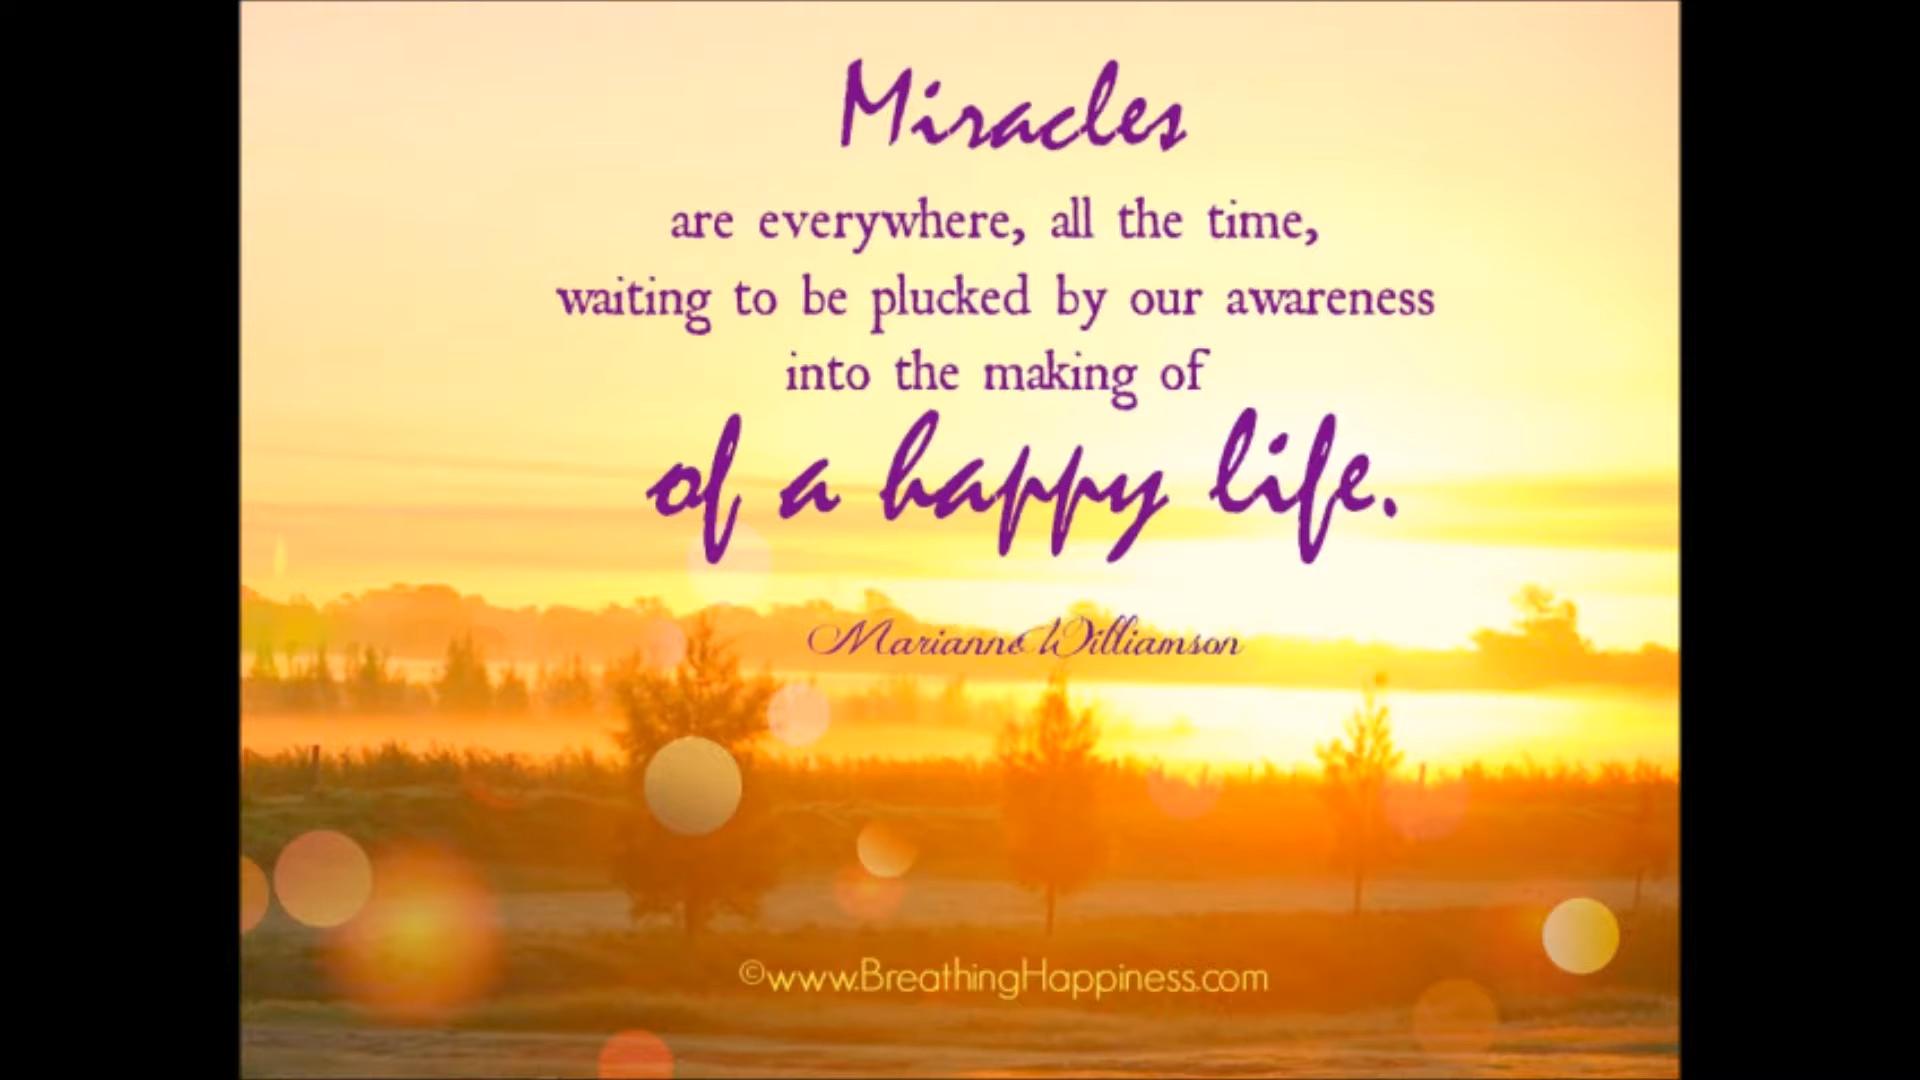 Miracles
are everywhere, all the time,
waiting to be plucked by our awareness
into the making of
of a happy life.
Marianne Williamson
©www.BreathingHappiness.com